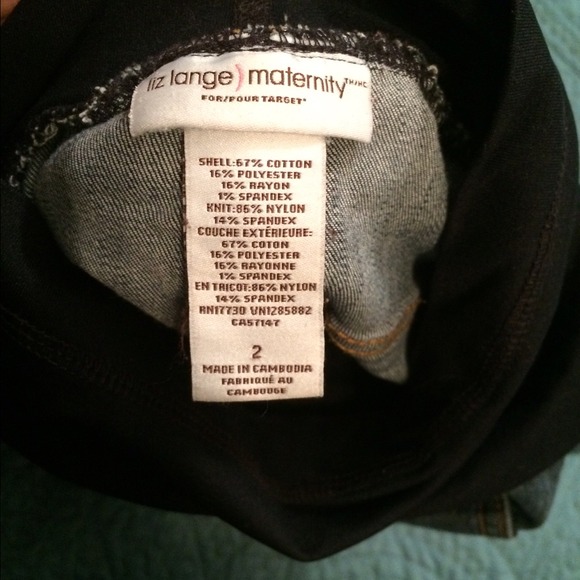 liz lange) maternity TM/MC
FOR/POUR TARGET*
SHELL:67% COTTON
16% POLYESTER
16% RAYON
1% SPANDEX
KNIT:86% NYLON
14% SPANDEX
COUCHE EXTÉRIEURE:
67% COTON
16% POLYESTER
16% RAYONNE
1% SPANDEX
EN TRICOT:86% NYLON
14% SPANDEX
RN17730 VN1285882
CA57147
2
MADE IN CAMBODIA
FABRIQUÉ AU
CAMBODGE